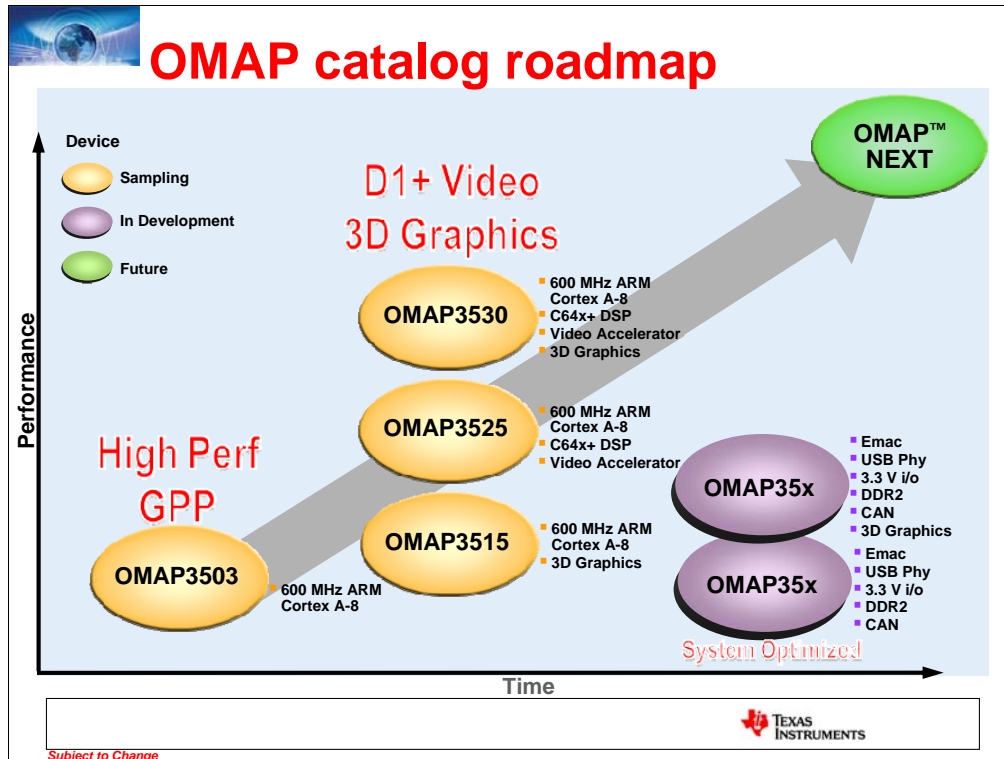 OMAP catalog roadmap
Device
Sampling
In Development
Future
Performance
Time
OMAP™
NEXT
D1+ Video
3D Graphics
OMAP3530
▪ 600 MHz ARM
Cortex A-8
▪ C64x+ DSP
▪ Video Accelerator
▪ 3D Graphics
OMAP3525
▪ 600 MHz ARM
Cortex A-8
▪ C64x+ DSP
▪ Video Accelerator
High Perf
GPP
OMAP3503
▪ 600 MHz ARM
Cortex A-8
OMAP3515
▪ 600 MHz ARM
Cortex A-8
▪ 3D Graphics
OMAP35x
▪ Emac
▪ USB Phy
▪ 3.3 V i/o
▪ DDR2
▪ CAN
▪ 3D Graphics
OMAP35x
▪ Emac
▪ USB Phy
▪ 3.3 V i/o
▪ DDR2
▪ CAN
System Optimized
TEXAS
INSTRUMENTS
Subject to Change